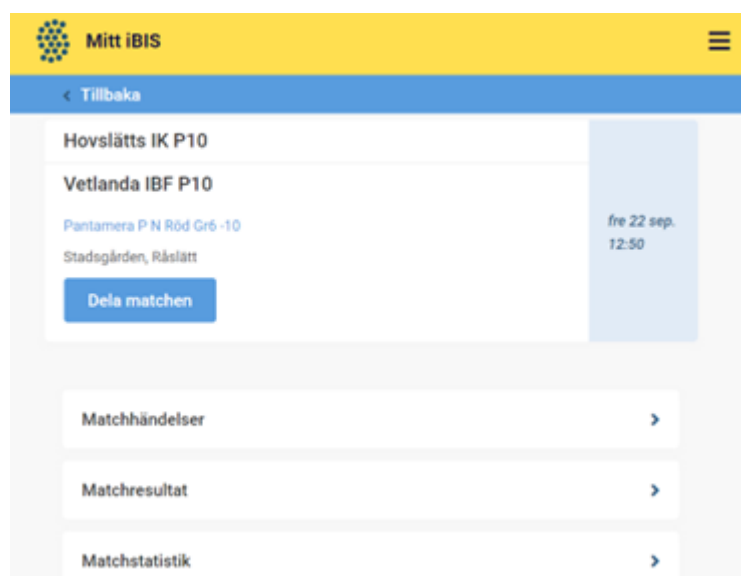 Mitt iBIS
Tillbaka
Hovslätts IK P10
Vetlanda IBF P10
Pantamera P N Röd Gr6 -10
Stadsgården, Råslätt
fre 22 sep.
12:50
Dela matchen
Matchhändelser
Matchresultat
Matchstatistik